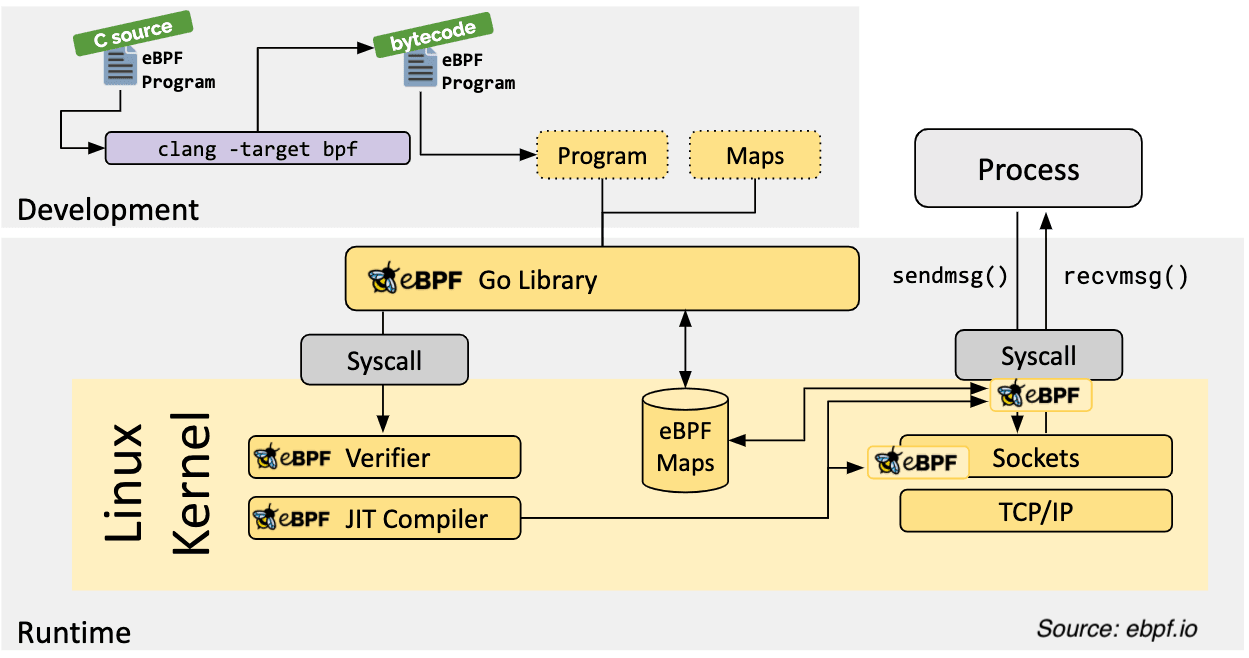 C source
eBPF
Program
bytecode
eBPF
Program
clang -target bpf
Program
Maps
Development
Process
eBPF Go Library
sendmsg()
recvmsg()
Syscall
Syscall
Linux
Kernel
eBPF
eBPF
Maps
eBPF Verifier
eBPF Sockets
eBPF JIT Compiler
TCP/IP
Runtime
Source: ebpf.io